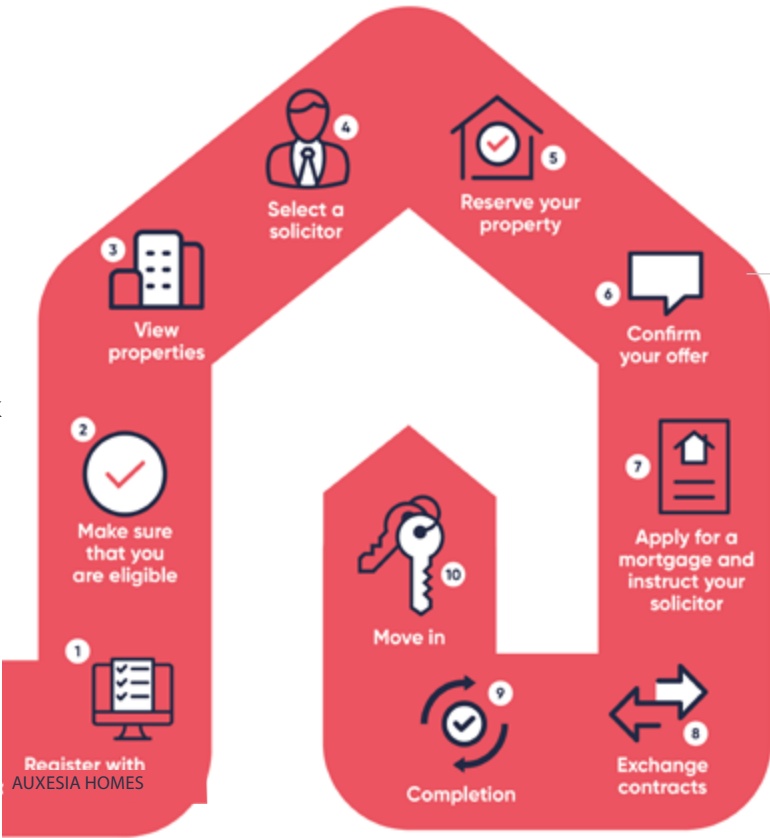 1
Register with
AUXESIA HOMES
2
Make sure
that you
are eligible
3
View
properties
4
Select a
solicitor
5
Reserve your
property
6
Confirm
your offer
7
Apply for a
mortgage and
instruct your
solicitor
8
Exchange
contracts
9
Completion
10
Move in